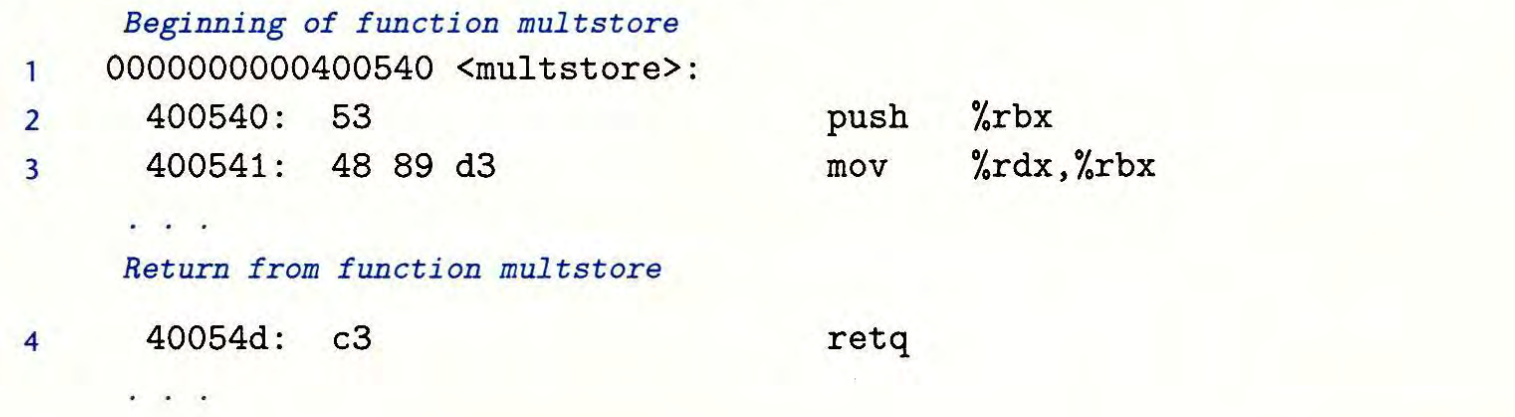 Beginning of function multstore
1 0000000000400540 <multstore>:
2 400540: 53 push %rbx
3 400541: 48 89 d3 mov %rdx,%rbx
. . .
Return from function multstore
4 40054d: c3 retq
. . .